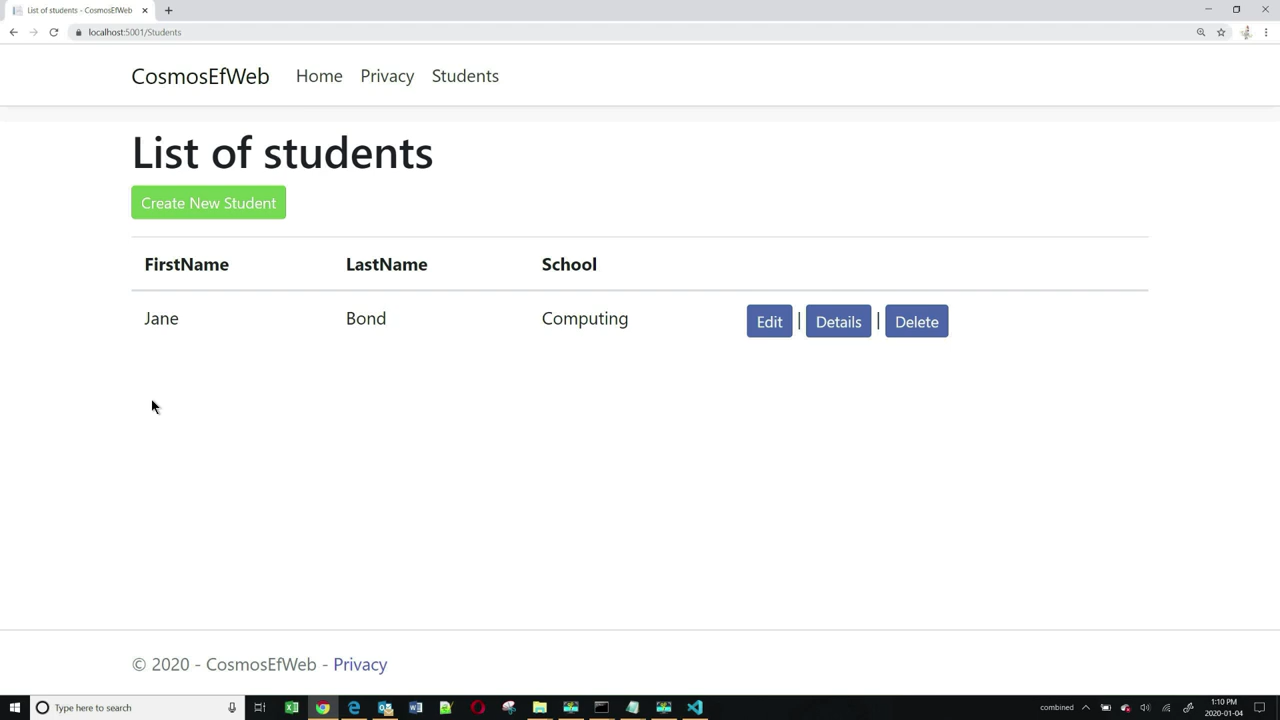 List of students - CosmosEfWeb
localhost:5001/Students
CosmosEfWeb Home Privacy Students
List of students
Create New Student
FirstName LastName School
Jane Bond Computing Edit | Details | Delete
© 2020 - CosmosEfWeb - Privacy
Type here to search
combined
1:10 PM
2020-01-04